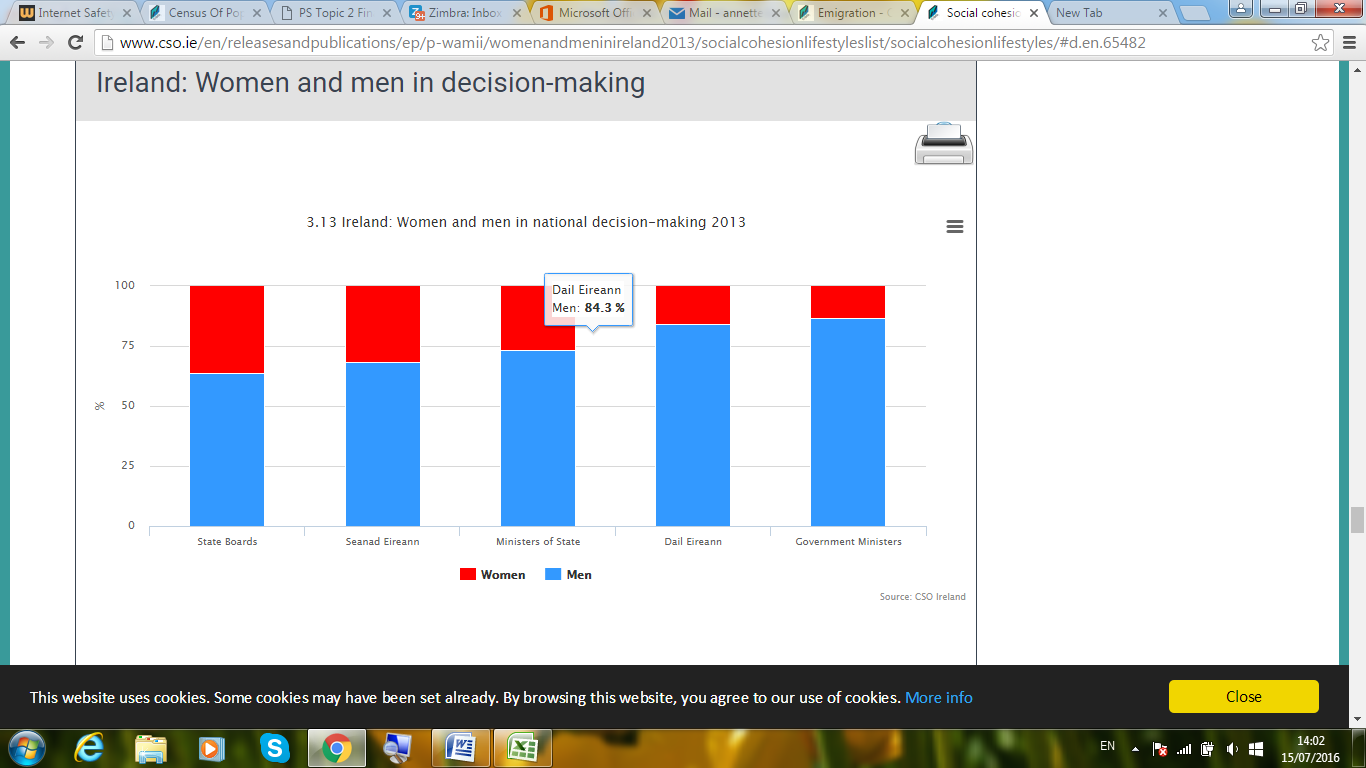 Internet Safet
Census Of Pop
PS Topic 2 Fin
Zimbra: Inbox
Microsoft Offi
Mail - annette
Emigration - C
Social cohesio
New Tab
www.cso.ie/en/releasesandpublications/ep/p-wamii/womenandmeninireland2013/socialcohesionlifestyleslist/socialcohesionlifestyles/#d.en.65482
Ireland: Women and men in decision-making
3.13 Ireland: Women and men in national decision-making 2013
Dail Eireann
Men: 84.3 %
100
75
50
25
0
%
State Boards
Seanad Eireann
Ministers of State
Dail Eireann
Government Ministers
Women
Men
Source: CSO Ireland
This website uses cookies. Some cookies may have been set already. By browsing this website, you agree to our use of cookies. More info
Close
EN
14:02
15/07/2016